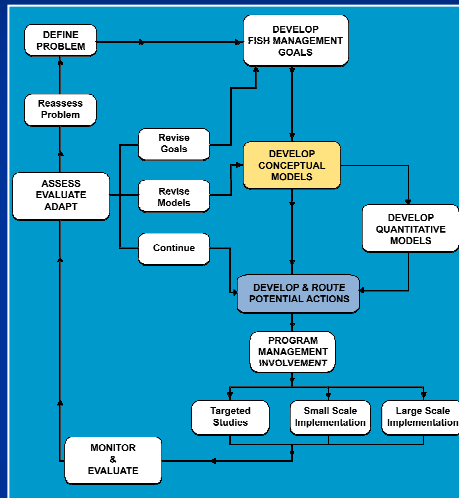 DEFINE
PROBLEM
DEVELOP
FISH MANAGEMENT
GOALS
Reassess
Problem
Revise
Goals
DEVELOP
CONCEPTUAL
MODELS
ASSESS
EVALUATE
ADAPT
Revise
Models
DEVELOP
QUANTITATIVE
MODELS
Continue
DEVELOP & ROUTE
POTENTIAL ACTIONS
PROGRAM
MANAGEMENT
INVOLVEMENT
Targeted
Studies
Small Scale
Implementation
Large Scale
Implementation
MONITOR
&
EVALUATE